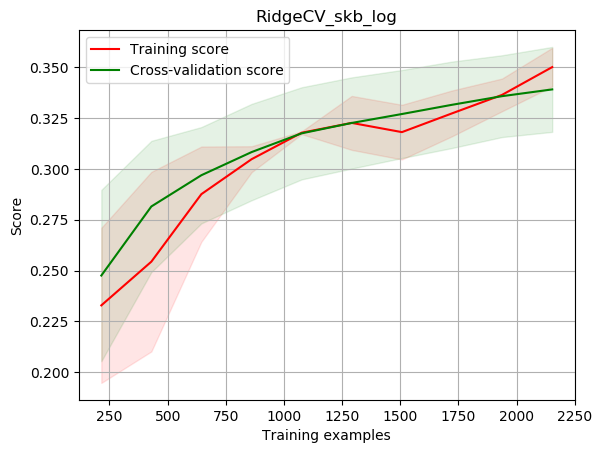 RidgeCV_skb_log
Training score
Cross-validation score
0.350
0.325
0.300
0.275
0.250
0.225
0.200
Score
250 500 750 1000 1250 1500 1750 2000 2250
Training examples